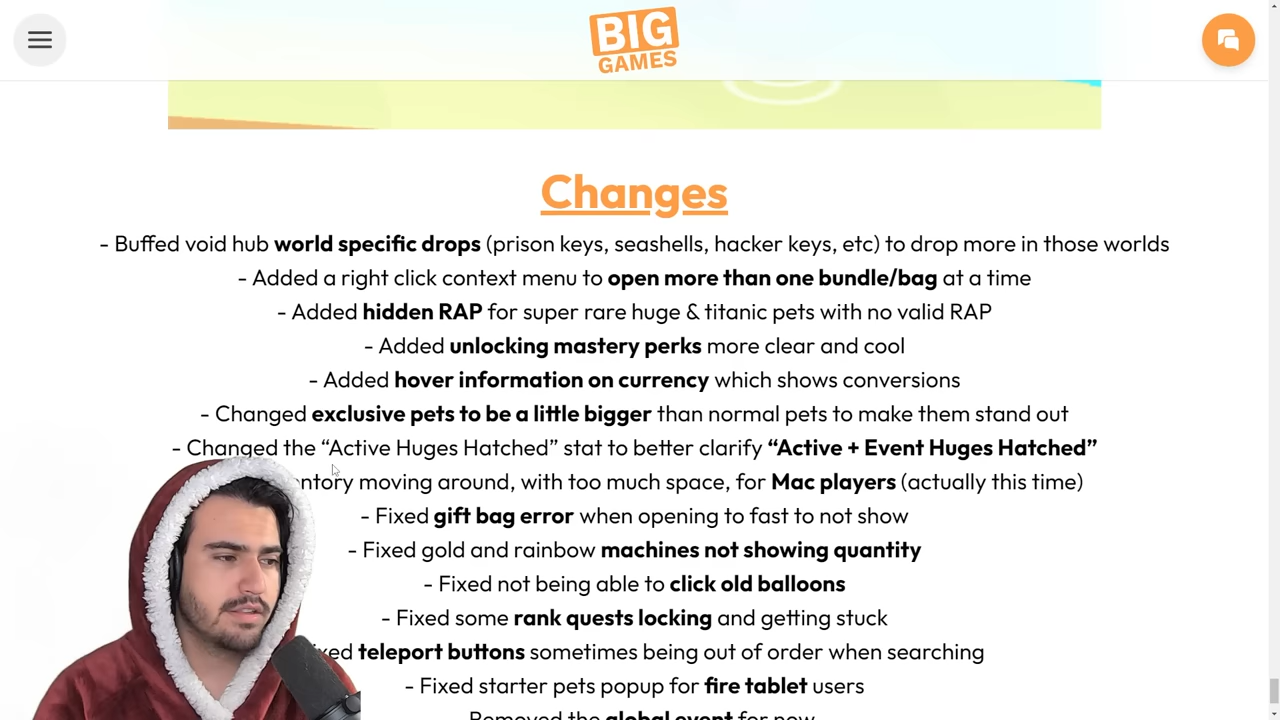 BIG
GAMES
Changes
- Buffed void hub world specific drops (prison keys, seashells, hacker keys, etc) to drop more in those worlds
- Added a right click context menu to open more than one bundle/bag at a time
- Added hidden RAP for super rare huge & titanic pets with no valid RAP
- Added unlocking mastery perks more clear and cool
- Added hover information on currency which shows conversions
- Changed exclusive pets to be a little bigger than normal pets to make them stand out
- Changed the “Active Huges Hatched” stat to better clarify “Active + Event Huges Hatched”
moving around, with too much space, for Mac players (actually this time)
- Fixed gift bag error when opening to fast to not show
- Fixed gold and rainbow machines not showing quantity
- Fixed not being able to click old balloons
- Fixed some rank quests locking and getting stuck
teleport buttons sometimes being out of order when searching
- Fixed starter pets popup for fire tablet users
Removed the global event for now